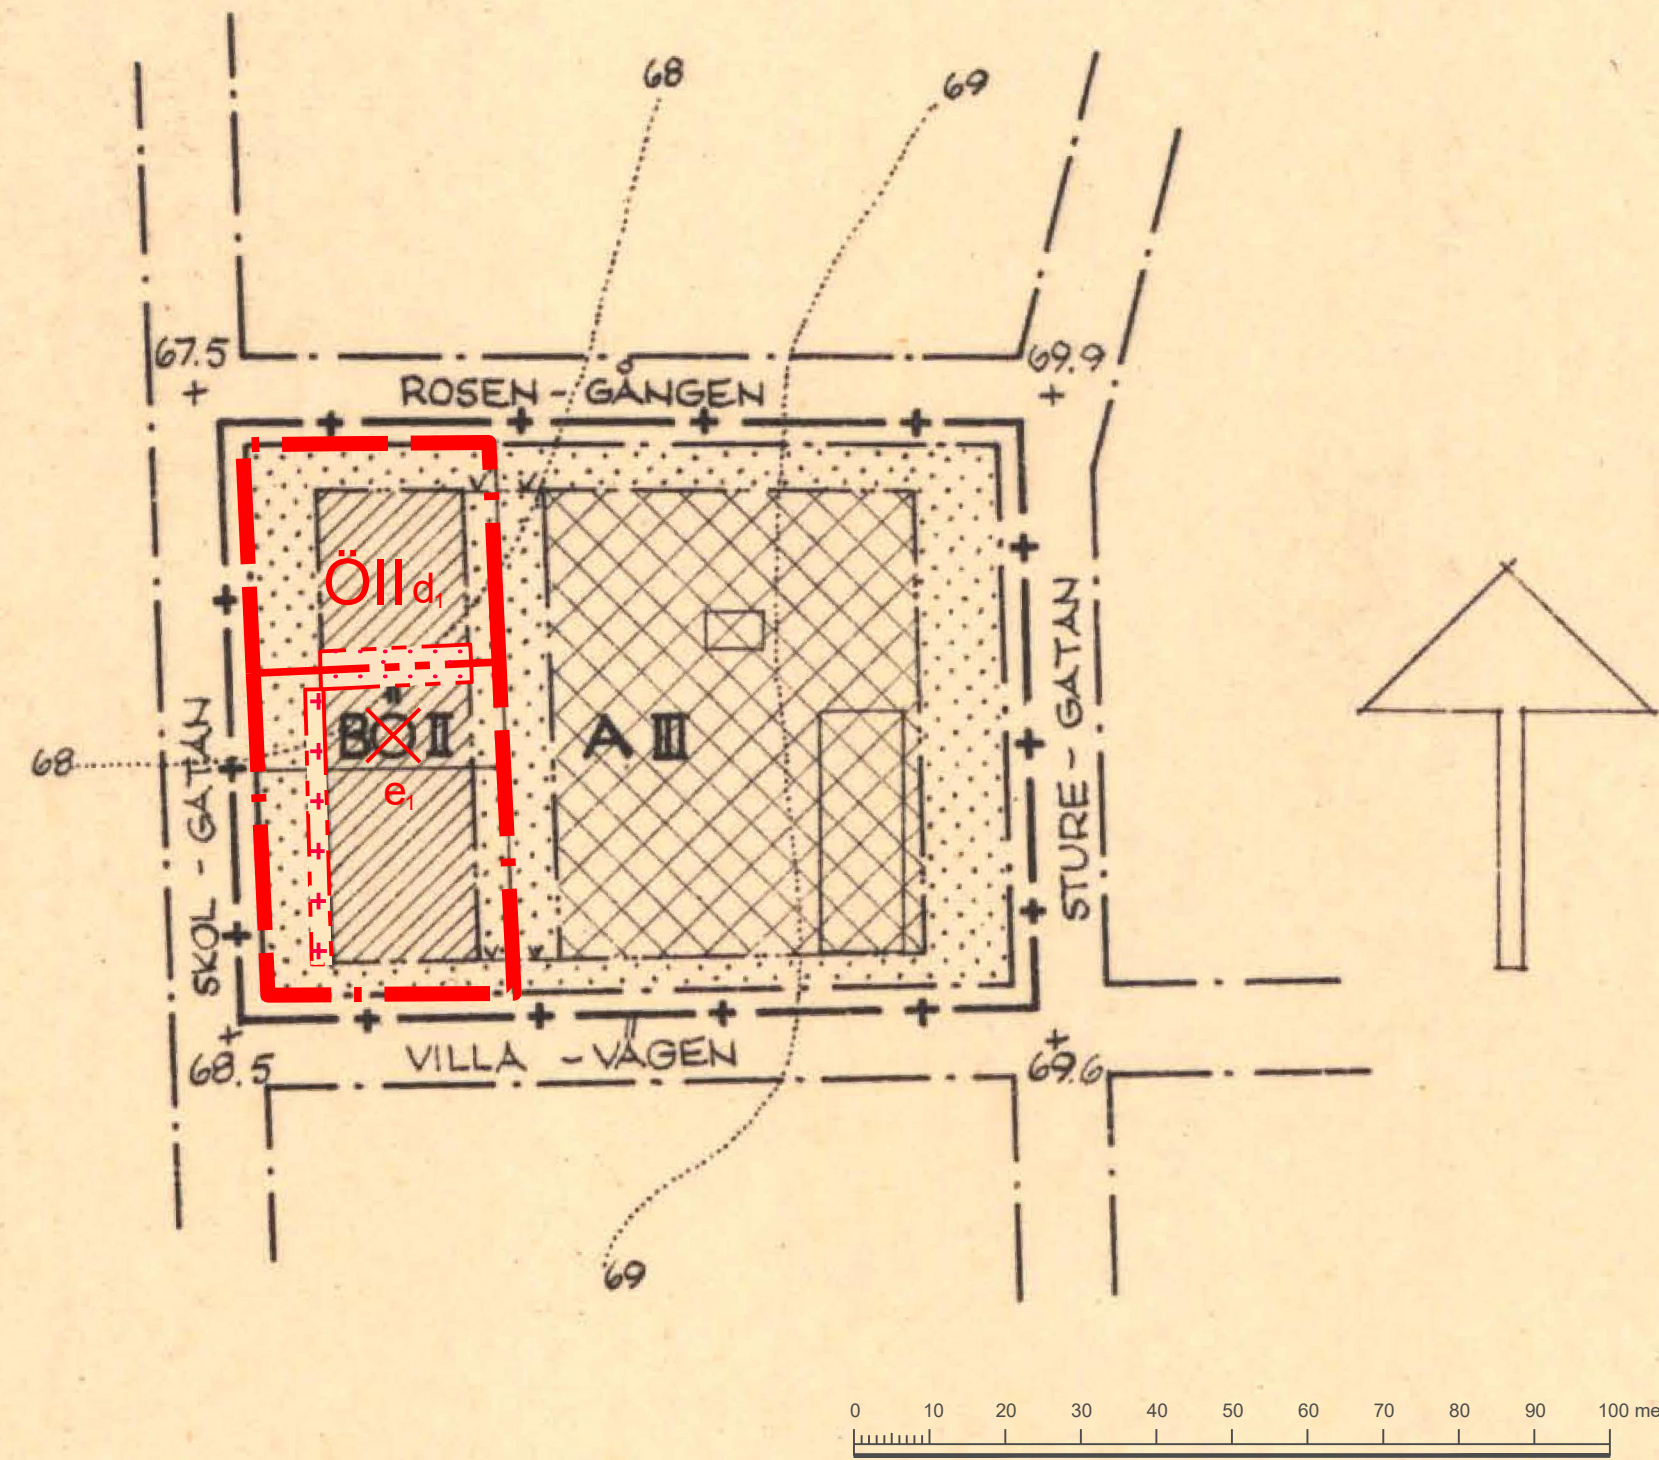 68
69
67.5
69.9
ROSEN-GÅNGEN
ÖII d₁
BÖII
e₁
A III
68
SKOL-GATAN
STURE-GATAN
68.5
VILLA-VÄGEN
69.6
69
0 10 20 30 40 50 60 70 80 90 100 me